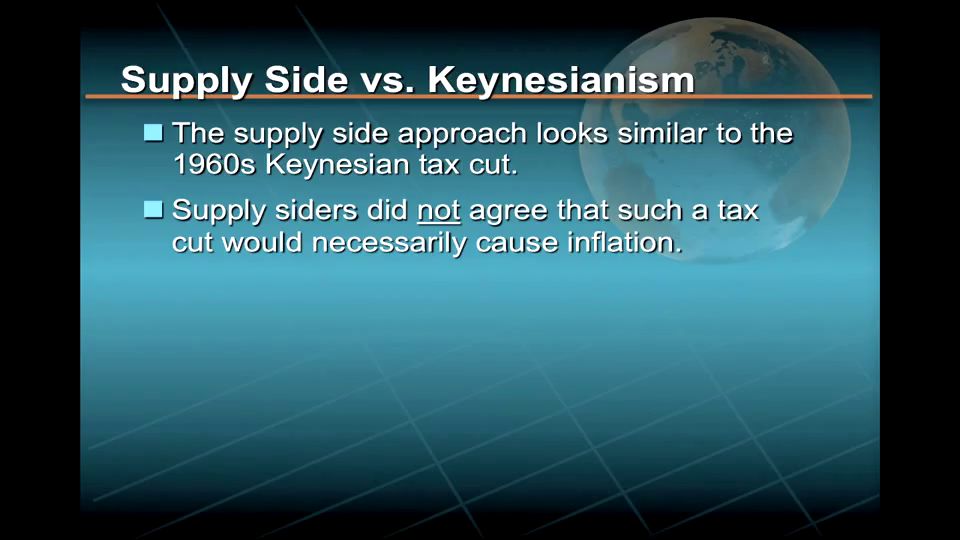 Supply Side vs. Keynesianism
The supply side approach looks similar to the
1960s Keynesian tax cut.
Supply siders did not agree that such a tax
cut would necessarily cause inflation.